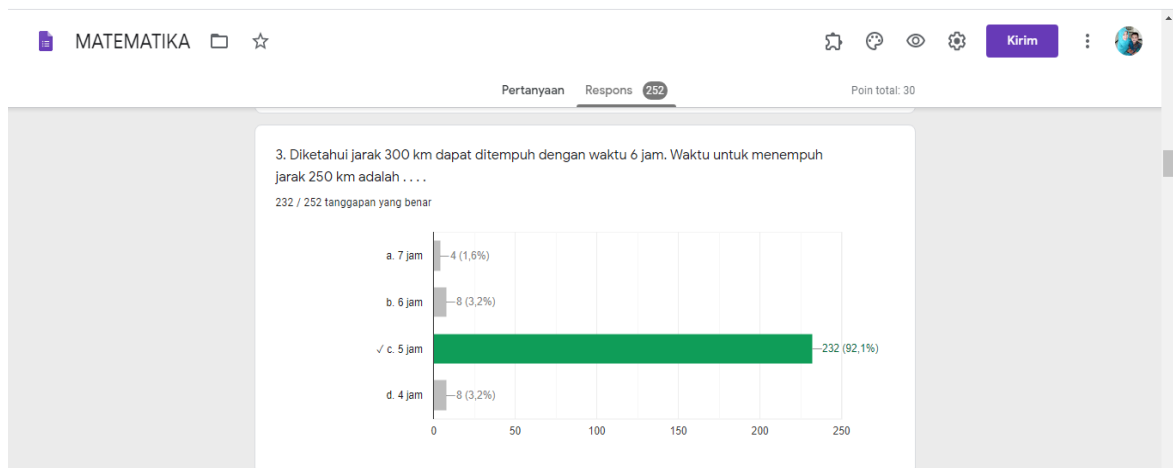 MATEMATIKA
Kirim
Pertanyaan Respons 252
Poin total: 30
3. Diketahui jarak 300 km dapat ditempuh dengan waktu 6 jam. Waktu untuk menempuh
jarak 250 km adalah . . . .
232 / 252 tanggapan yang benar
a. 7 jam 4 (1,6%)
b. 6 jam 8 (3,2%)
✓ c. 5 jam 232 (92,1%)
d. 4 jam 8 (3,2%)
0 50 100 150 200 250